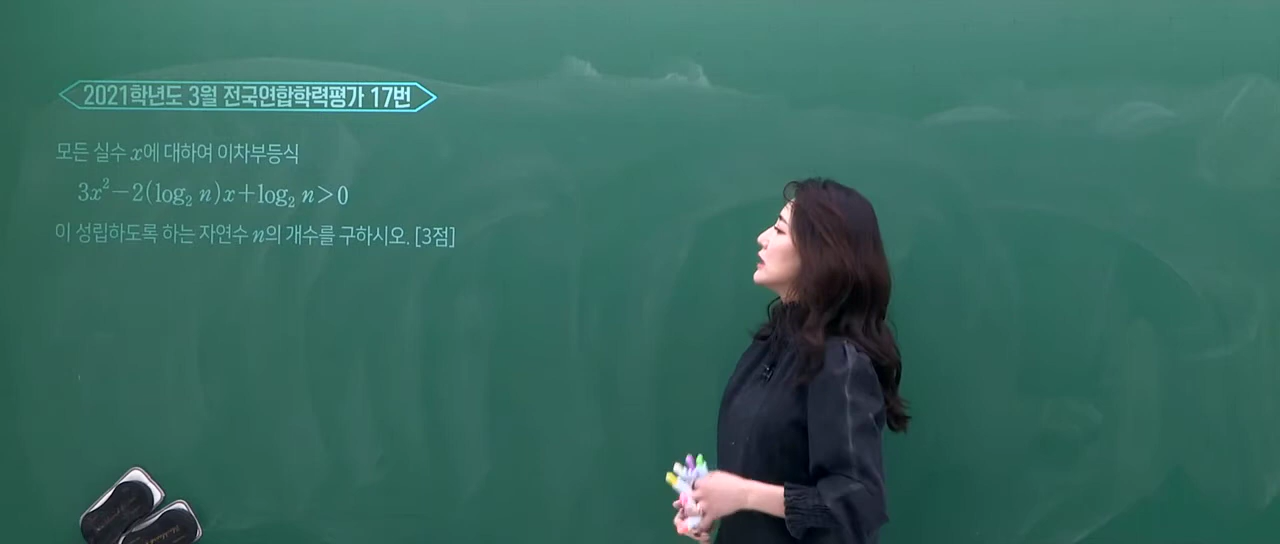 2021학년도 3월 전국연합학력평가 17번
모든 실수 x에 대하여 이차부등식
3x²−2(log₂ n)x+log₂ n>0
이 성립하도록 하는 자연수 n의 개수를 구하시오. [3점]